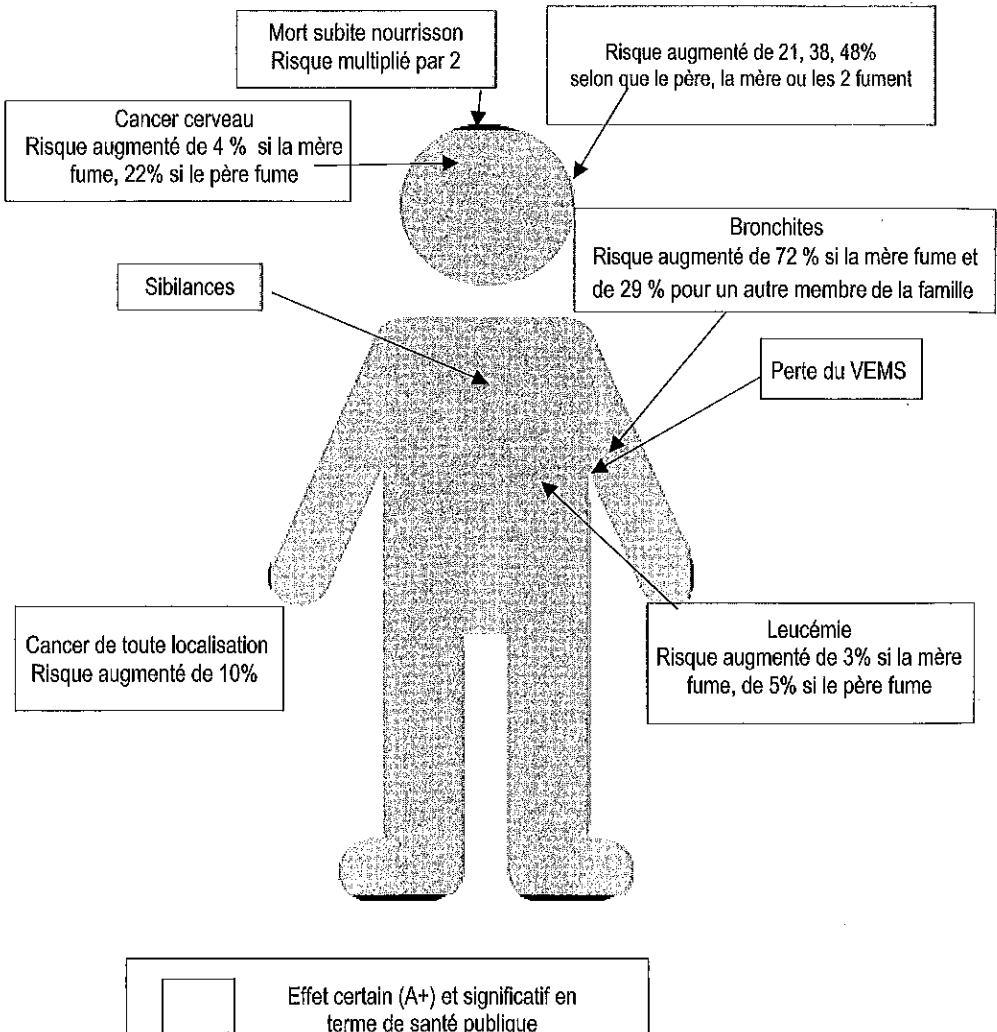 Mort subite nourrisson
Risque multiplié par 2
Risque augmenté de 21, 38, 48%
selon que le père, la mère ou les 2 fument
Cancer cerveau
Risque augmenté de 4 % si la mère
fume, 22% si le père fume
Bronchites
Risque augmenté de 72 % si la mère fume et
de 29 % pour un autre membre de la famille
Sibilances
Perte du VEMS
Cancer de toute localisation
Risque augmenté de 10%
Leucémie
Risque augmenté de 3% si la mère
fume, de 5% si le père fume
Effet certain (A+) et significatif en
terme de santé publique